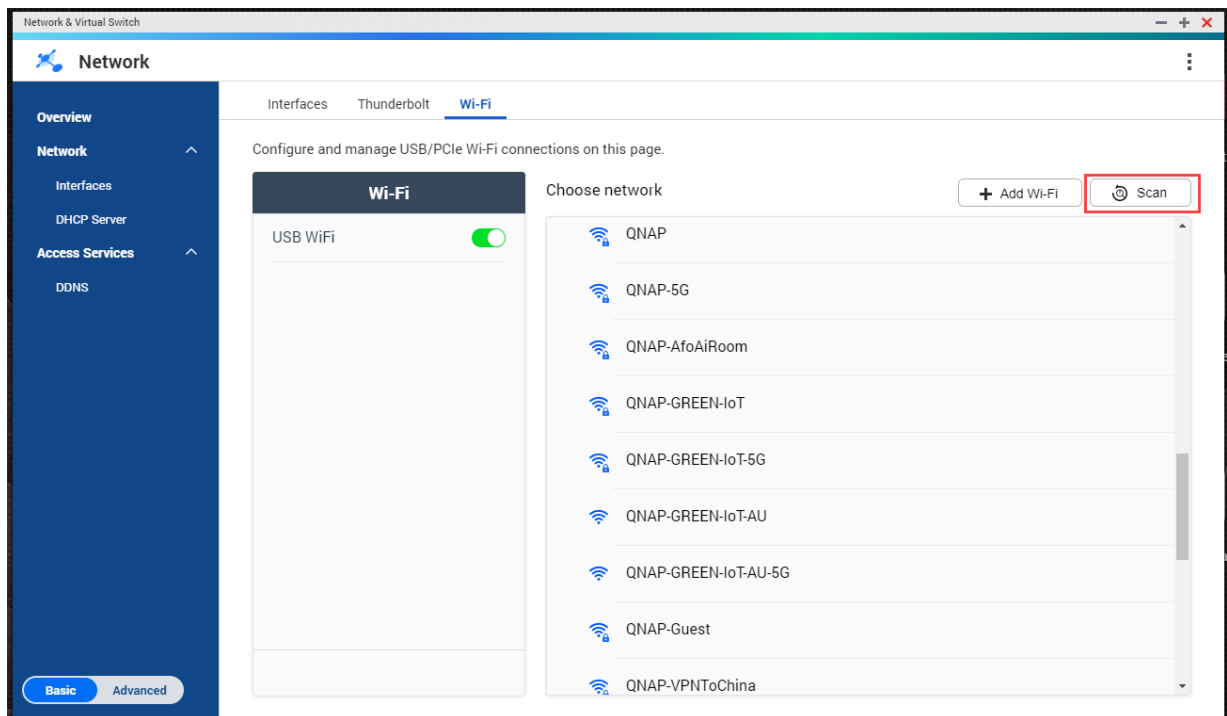 Network & Virtual Switch
Network
Overview
Network
Interfaces
DHCP Server
Access Services
DDNS
Basic Advanced
Interfaces Thunderbolt Wi-Fi
Configure and manage USB/PCIe Wi-Fi connections on this page.
Wi-Fi
USB WiFi
Choose network
+ Add Wi-Fi
Scan
QNAP
QNAP-5G
QNAP-AfoAiRoom
QNAP-GREEN-IoT
QNAP-GREEN-IoT-5G
QNAP-GREEN-IoT-AU
QNAP-GREEN-IoT-AU-5G
QNAP-Guest
QNAP-VPNToChina